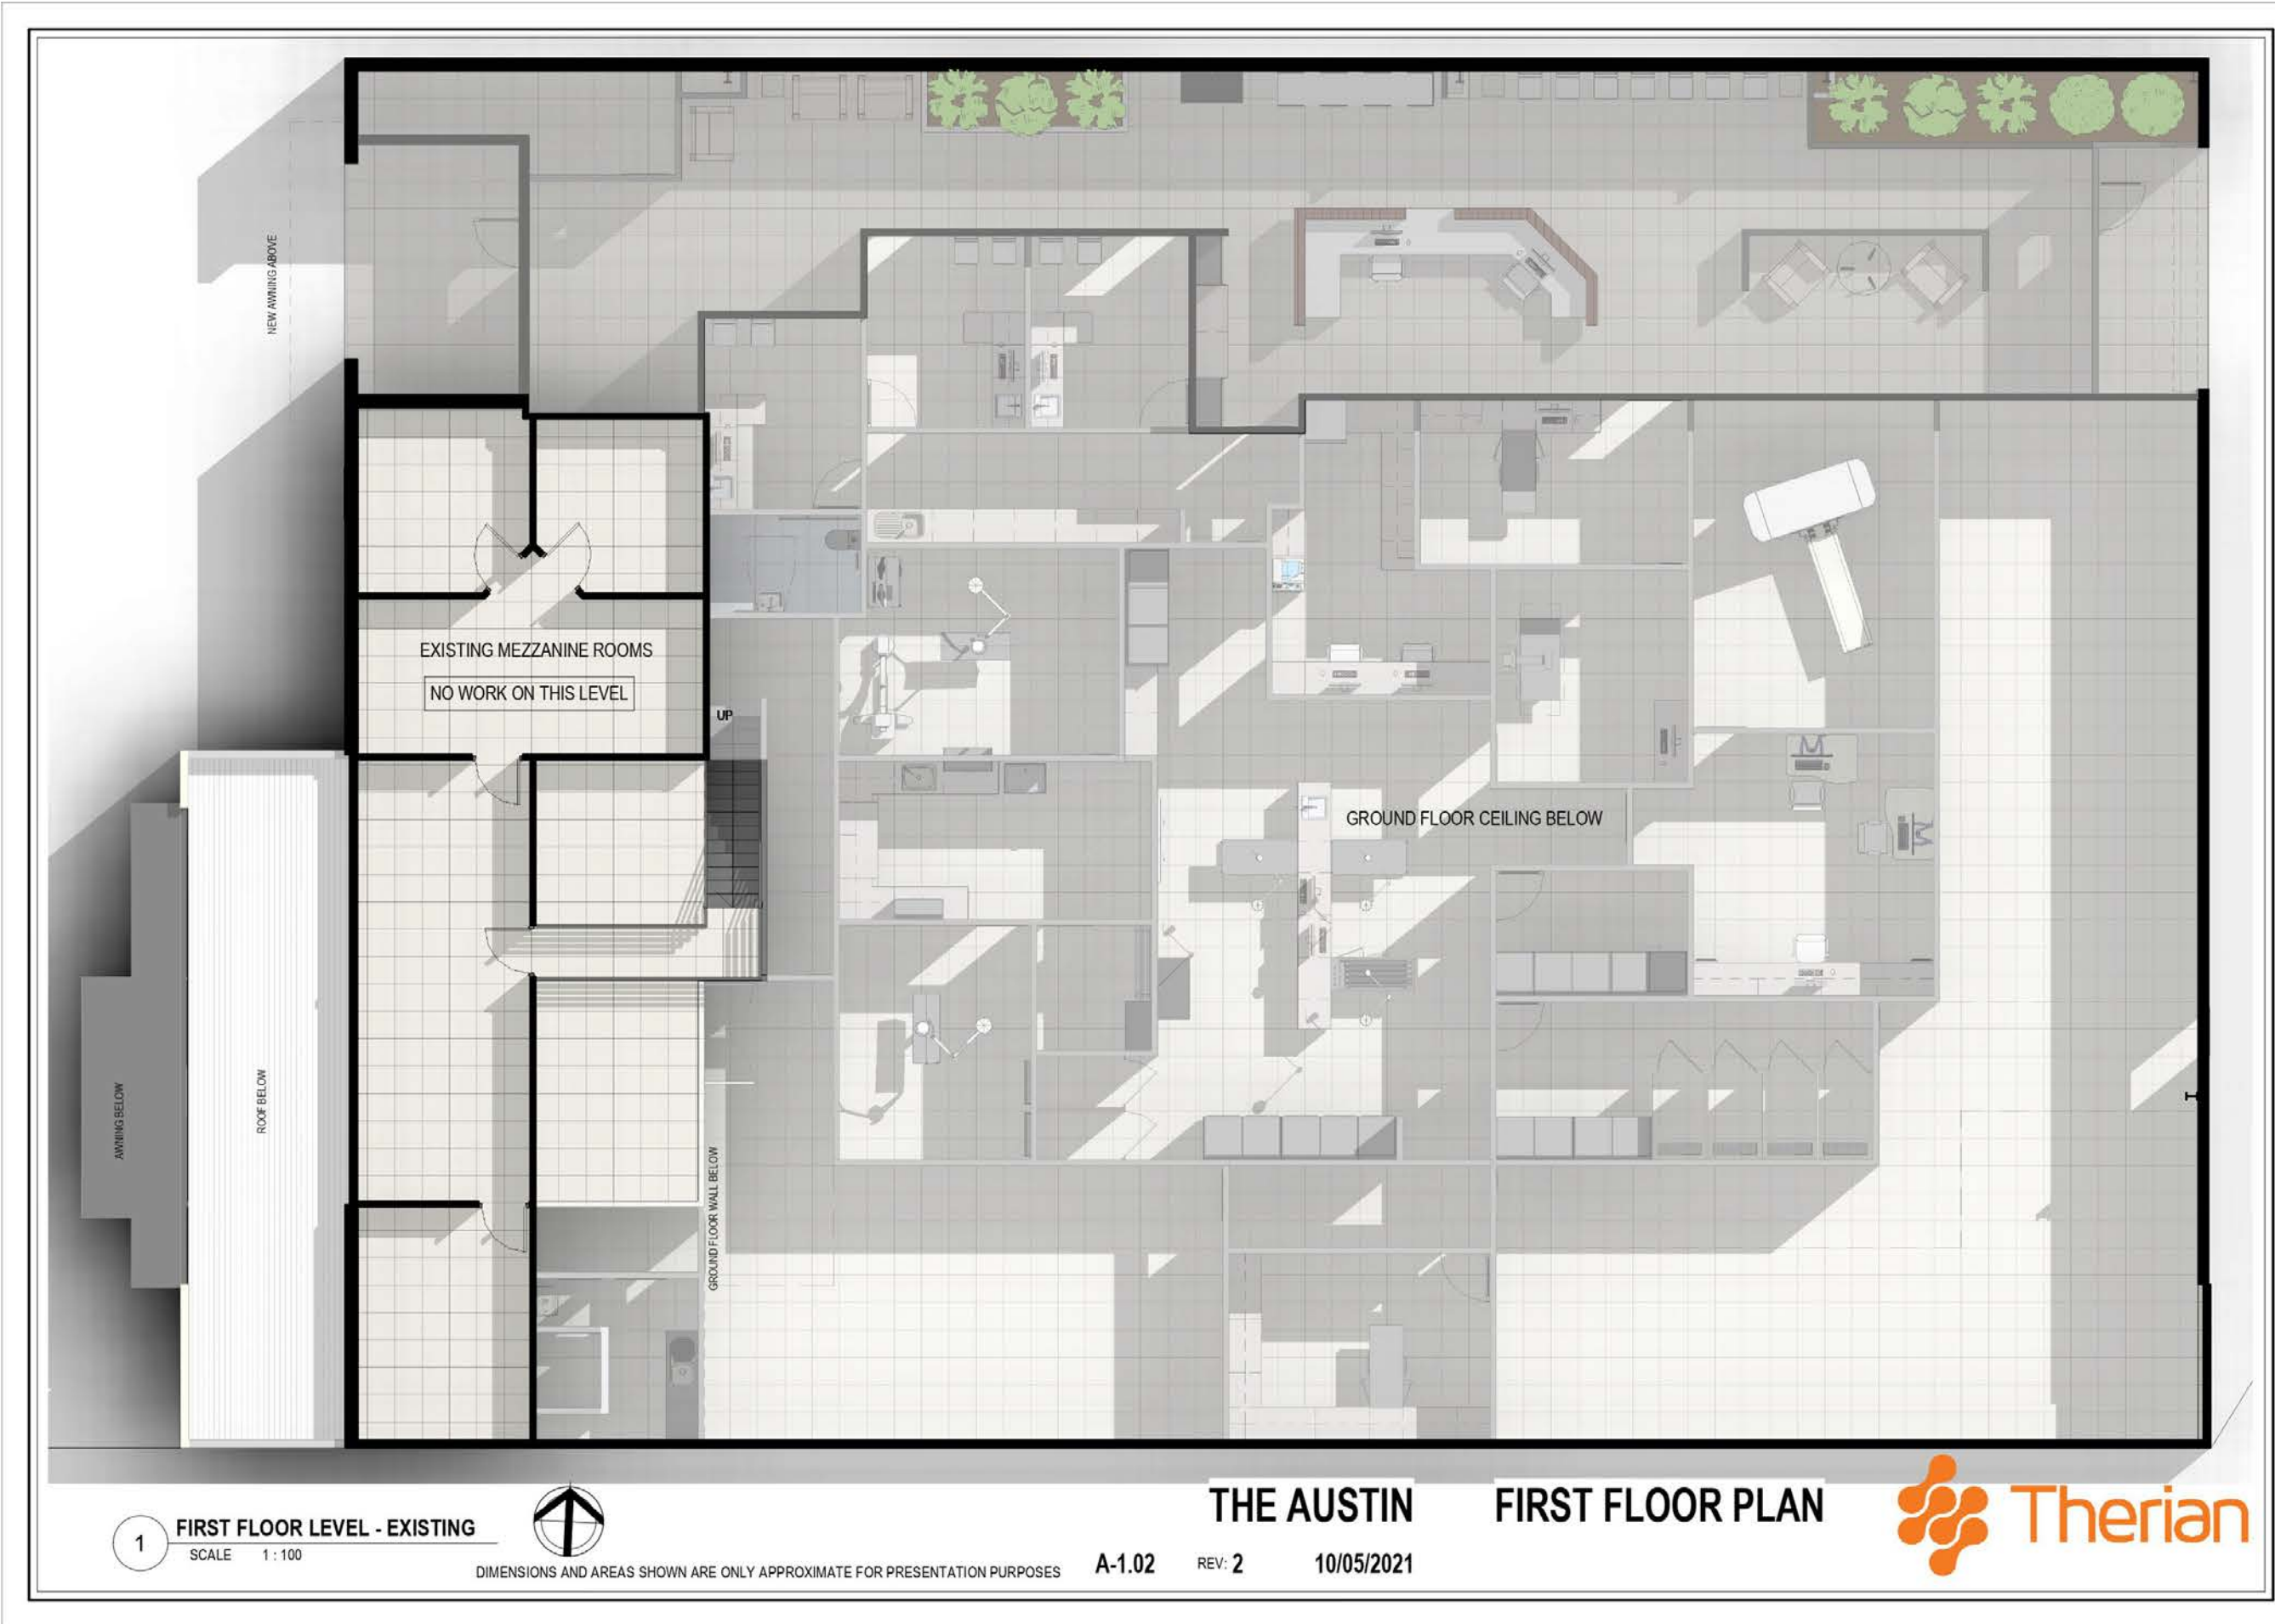 NEW AWNING ABOVE
EXISTING MEZZANINE ROOMS
NO WORK ON THIS LEVEL
UP
GROUND FLOOR CEILING BELOW
AWNING BELOW
ROOF BELOW
GROUND FLOOR WALL BELOW
1
FIRST FLOOR LEVEL - EXISTING
SCALE 1 : 100
DIMENSIONS AND AREAS SHOWN ARE ONLY APPROXIMATE FOR PRESENTATION PURPOSES
THE AUSTIN
FIRST FLOOR PLAN
A-1.02
REV: 2
10/05/2021
Therian